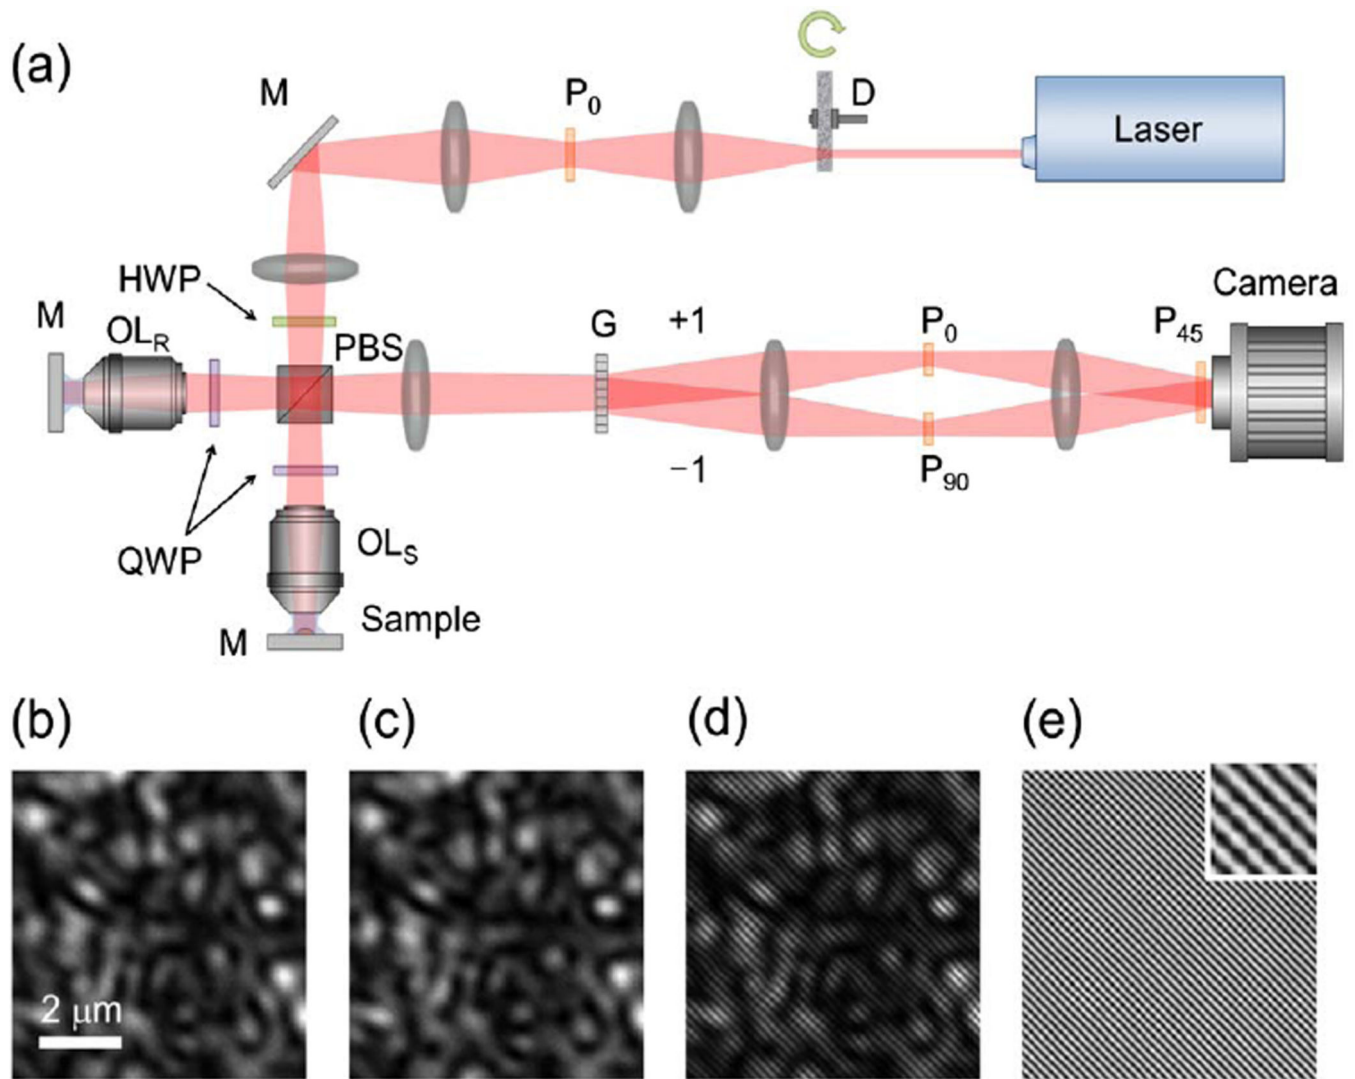 (a)
M
P0
D
Laser
HWP
M
OLR
PBS
G
+1
P0
P45
Camera
−1
P90
QWP
OLS
Sample
M
(b)
(c)
(d)
(e)
2 μm